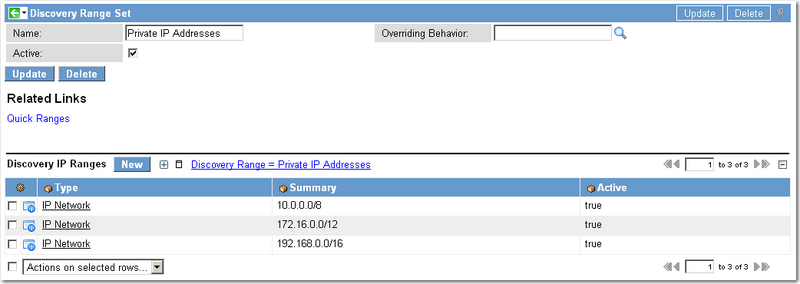 Discovery Range Set Update Delete
Name: Private IP Addresses Overriding Behavior:
Active:
Update Delete
Related Links
Quick Ranges
Discovery IP Ranges New Discovery Range = Private IP Addresses 1 to 3 of 3
Type Summary Active
IP Network 10.0.0.0/8 true
IP Network 172.16.0.0/12 true
IP Network 192.168.0.0/16 true
Actions on selected rows... 1 to 3 of 3